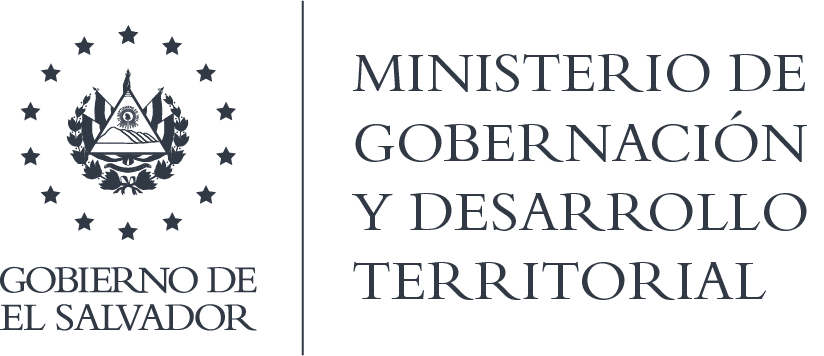 GOBIERNO DE
EL SALVADOR
MINISTERIO DE
GOBERNACIÓN
Y DESARROLLO
TERRITORIAL